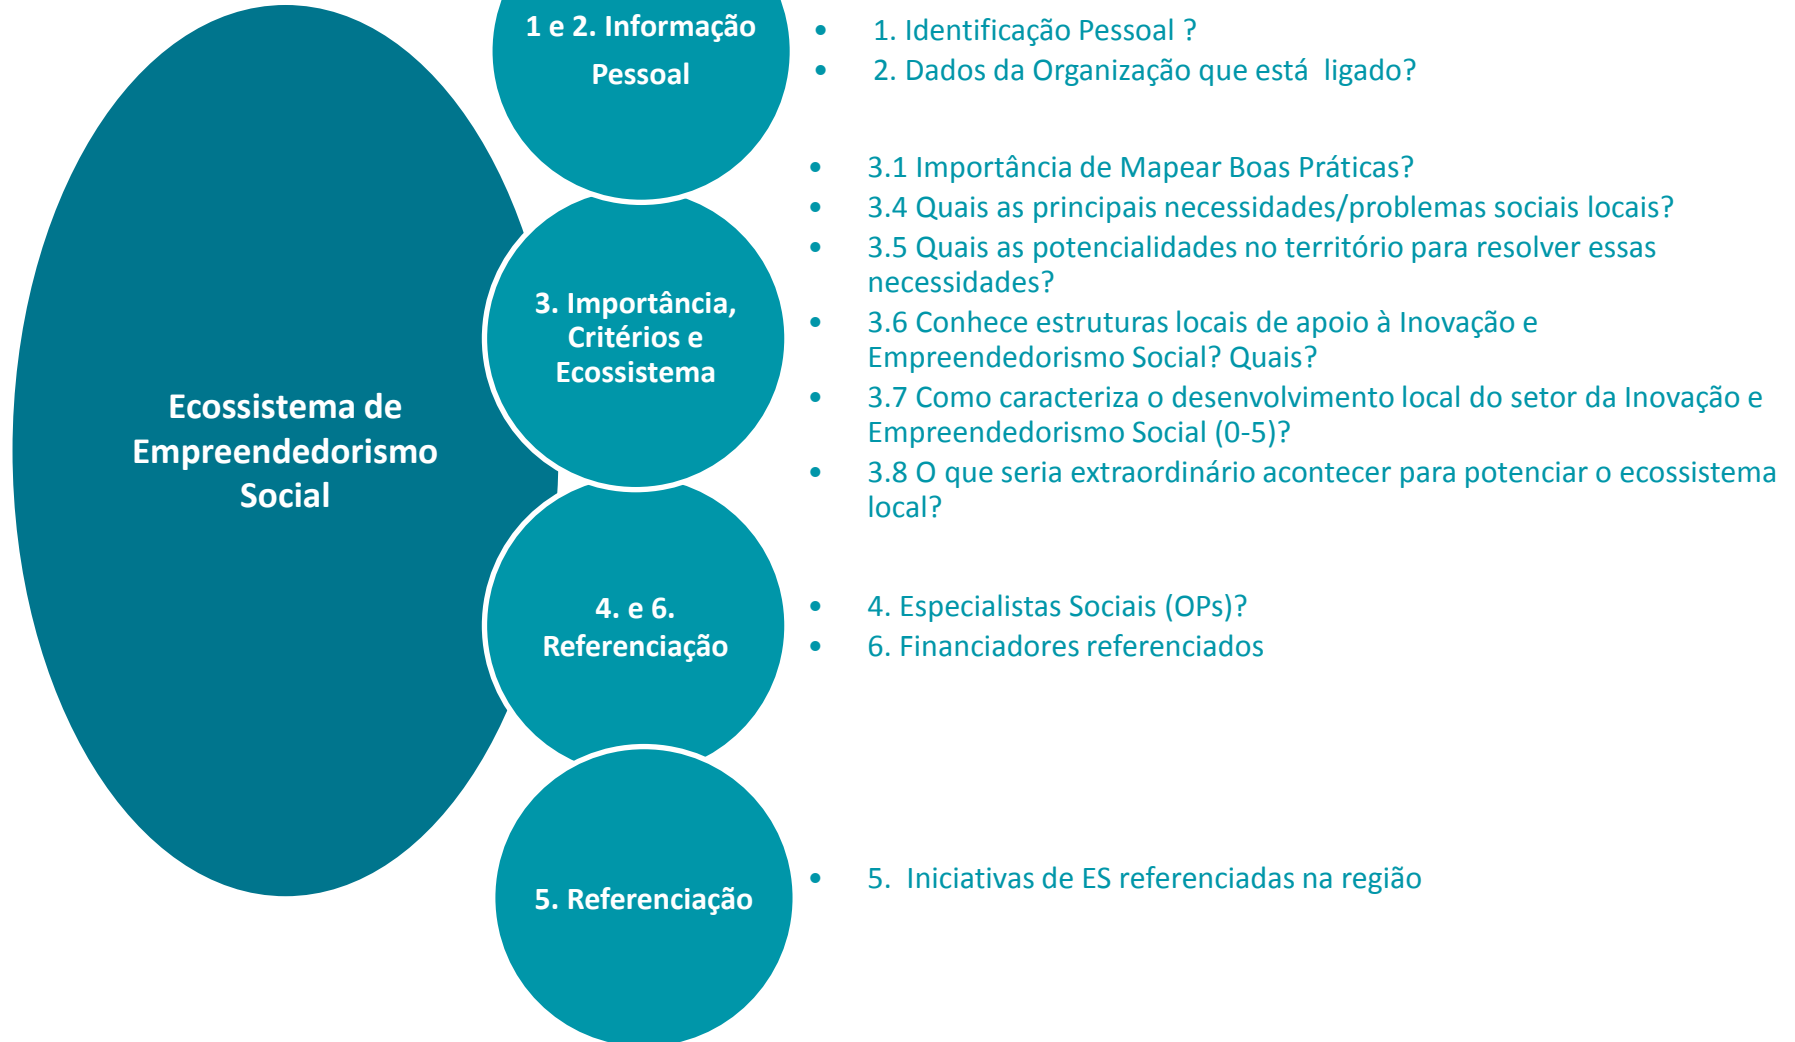 Ecossistema de
Empreendedorismo
Social
1 e 2. Informação
Pessoal
• 1. Identificação Pessoal ?
• 2. Dados da Organização que está  ligado?
3. Importância,
Critérios e
Ecossistema
• 3.1 Importância de Mapear Boas Práticas?
• 3.4 Quais as principais necessidades/problemas sociais locais?
• 3.5 Quais as potencialidades no território para resolver essas
necessidades?
• 3.6 Conhece estruturas locais de apoio à Inovação e
Empreendedorismo Social? Quais?
• 3.7 Como caracteriza o desenvolvimento local do setor da Inovação e
Empreendedorismo Social (0-5)?
• 3.8 O que seria extraordinário acontecer para potenciar o ecossistema
local?
4. e 6.
Referenciação
• 4. Especialistas Sociais (OPs)?
• 6. Financiadores referenciados
5. Referenciação
• 5.  Iniciativas de ES referenciadas na região